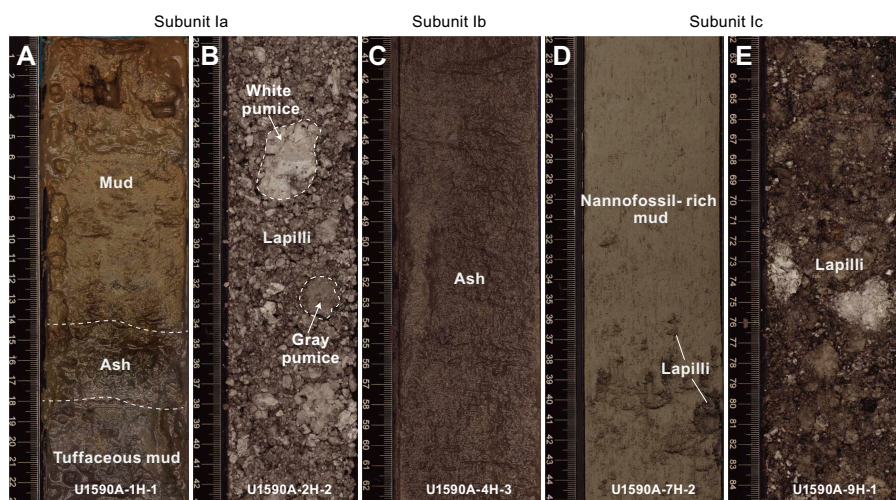 Subunit Ia
Subunit Ib
Subunit Ic
A
B
C
D
E
Mud
Ash
Tuffaceous mud
U1590A-1H-1
White
pumice
Lapilli
Gray
pumice
U1590A-2H-2
Ash
U1590A-4H-3
Nannofossil- rich
mud
Lapilli
U1590A-7H-2
Lapilli
U1590A-9H-1